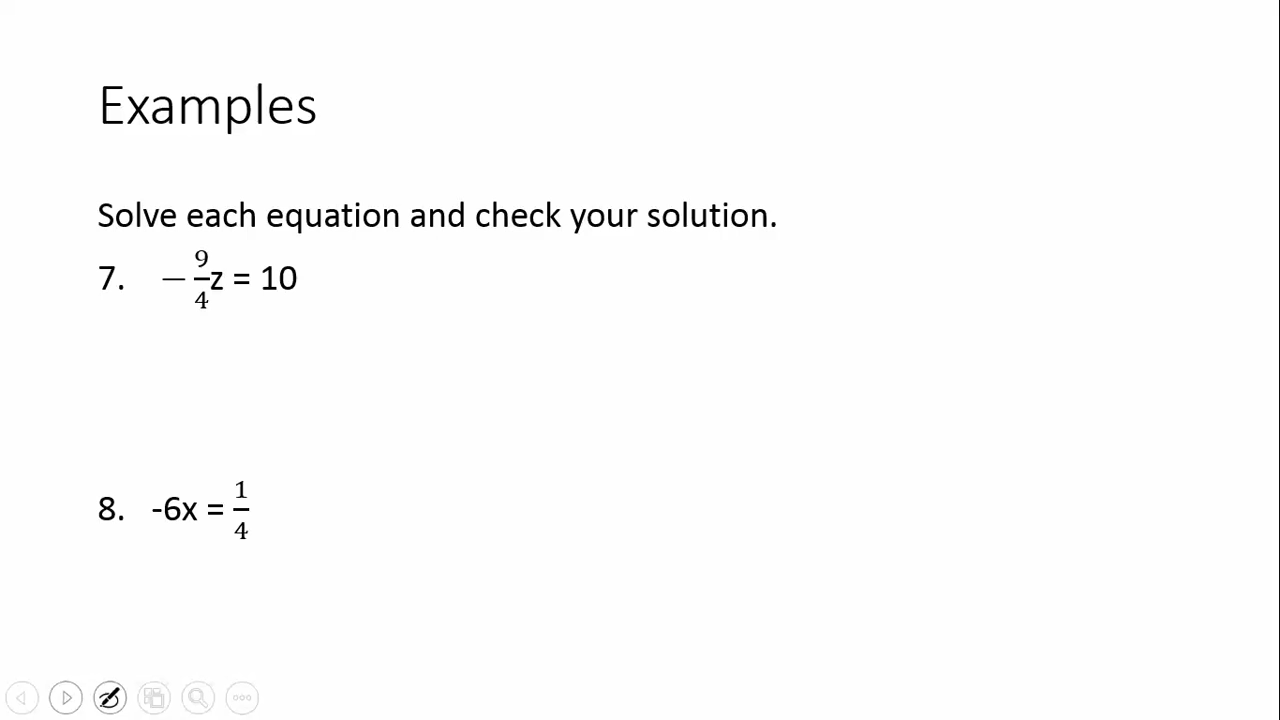 Examples
Solve each equation and check your solution.
7. −9/4z = 10
8. -6x = 1/4